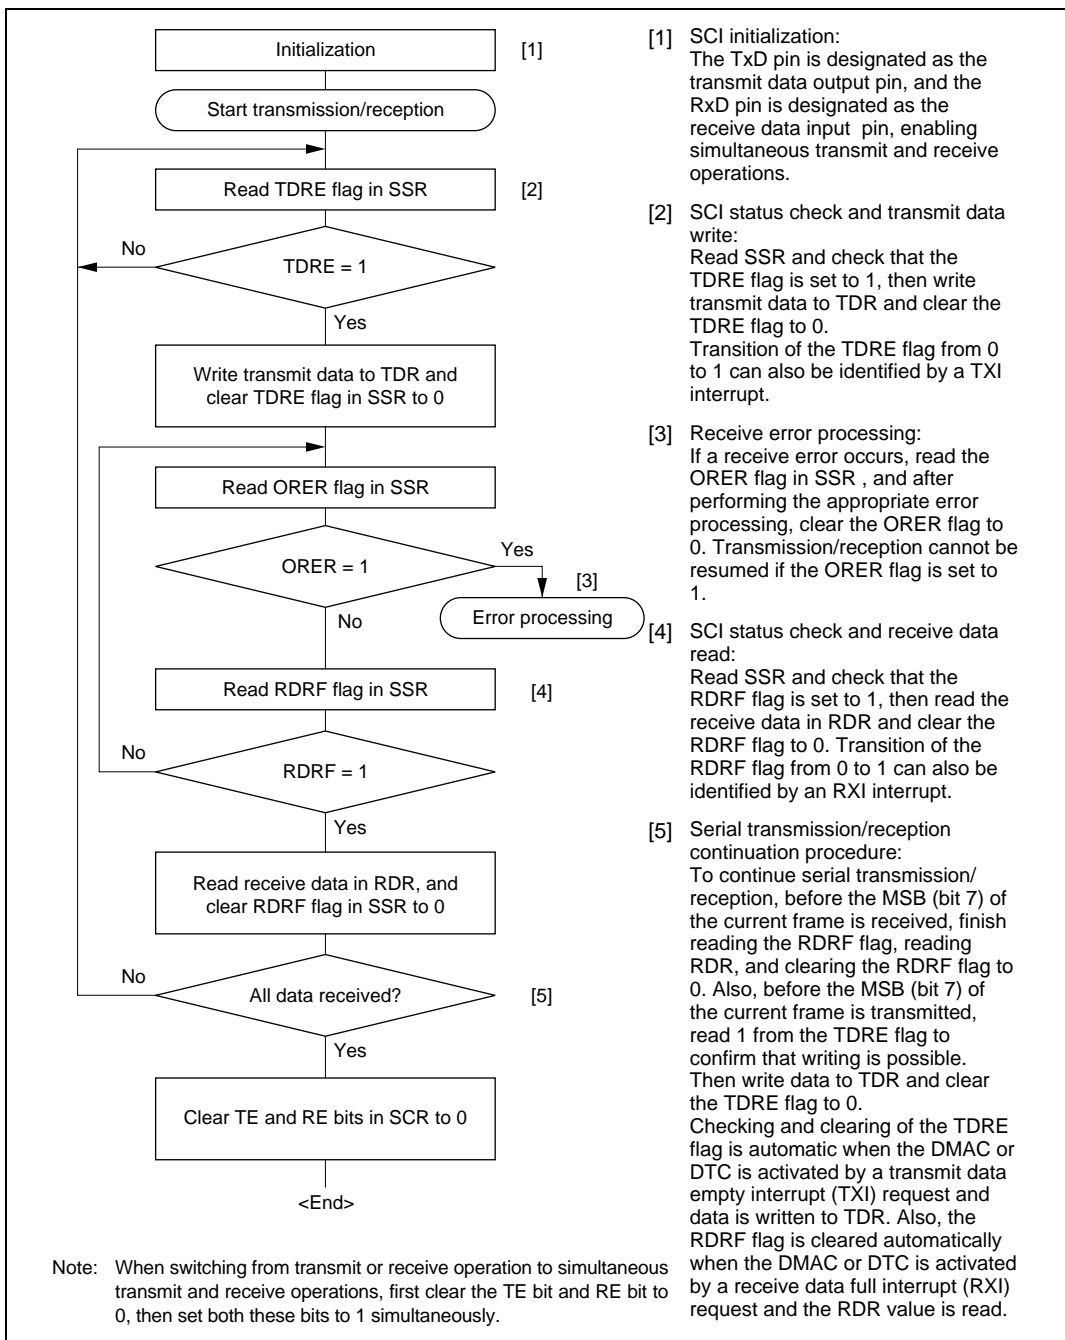 Initialization
[1]
Start transmission/reception
Read TDRE flag in SSR
[2]
No
TDRE = 1
Yes
Write transmit data to TDR and
clear TDRE flag in SSR to 0
Read ORER flag in SSR
ORER = 1
Yes
[3]
Error processing
No
Read RDRF flag in SSR
[4]
No
RDRF = 1
Yes
Read receive data in RDR, and
clear RDRF flag in SSR to 0
No
All data received?
[5]
Yes
Clear TE and RE bits in SCR to 0
<End>
[1] SCI initialization:
The TxD pin is designated as the
transmit data output pin, and the
RxD pin is designated as the
receive data input pin, enabling
simultaneous transmit and receive
operations.
[2] SCI status check and transmit data
write:
Read SSR and check that the
TDRE flag is set to 1, then write
transmit data to TDR and clear the
TDRE flag to 0.
Transition of the TDRE flag from 0
to 1 can also be identified by a TXI
interrupt.
[3] Receive error processing:
If a receive error occurs, read the
ORER flag in SSR , and after
performing the appropriate error
processing, clear the ORER flag to
0. Transmission/reception cannot be
resumed if the ORER flag is set to
1.
[4] SCI status check and receive data
read:
Read SSR and check that the
RDRF flag is set to 1, then read the
receive data in RDR and clear the
RDRF flag to 0. Transition of the
RDRF flag from 0 to 1 can also be
identified by an RXI interrupt.
[5] Serial transmission/reception
continuation procedure:
To continue serial transmission/
reception, before the MSB (bit 7) of
the current frame is received, finish
reading the RDRF flag, reading
RDR, and clearing the RDRF flag to
0. Also, before the MSB (bit 7) of
the current frame is transmitted,
read 1 from the TDRE flag to
confirm that writing is possible.
Then write data to TDR and clear
the TDRE flag to 0.
Checking and clearing of the TDRE
flag is automatic when the DMAC or
DTC is activated by a transmit data
empty interrupt (TXI) request and
data is written to TDR. Also, the
RDRF flag is cleared automatically
when the DMAC or DTC is activated
by a receive data full interrupt (RXI)
request and the RDR value is read.
Note: When switching from transmit or receive operation to simultaneous
transmit and receive operations, first clear the TE bit and RE bit to
0, then set both these bits to 1 simultaneously.